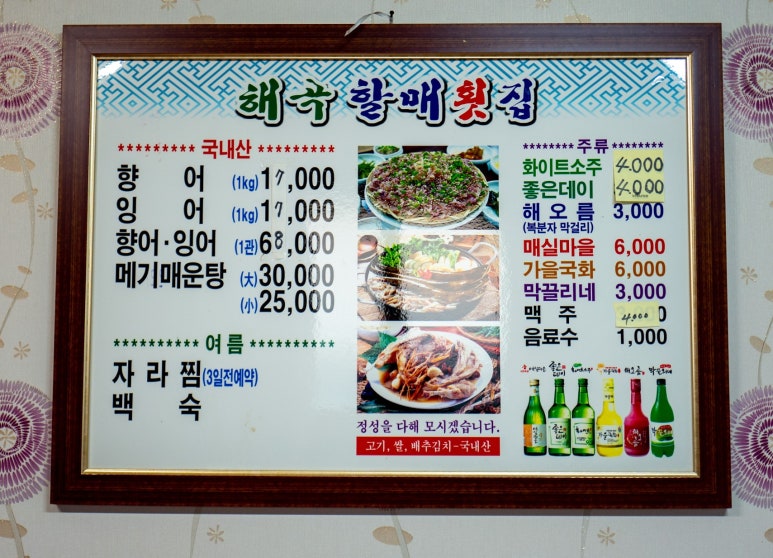 해곡 할매횟집
********* 국내산 *********
향 어 (1kg) 17,000
잉 어 (1kg) 17,000
향어·잉어 (1관) 68,000
메기매운탕 (大) 30,000
(小) 25,000
********** 여 름 **********
자 라 찜 (3일전예약)
백 숙
정성을 다해 모시겠습니다.
고기, 쌀, 배추김치-국내산
******** 주류 ********
화이트소주 4.000
좋은데이 4.000
해 오 름 3,000
(복분자 막걸리)
매실마을 6,000
가을국화 6,000
막끌리네 3,000
맥 주 4.000
음료수 1,000